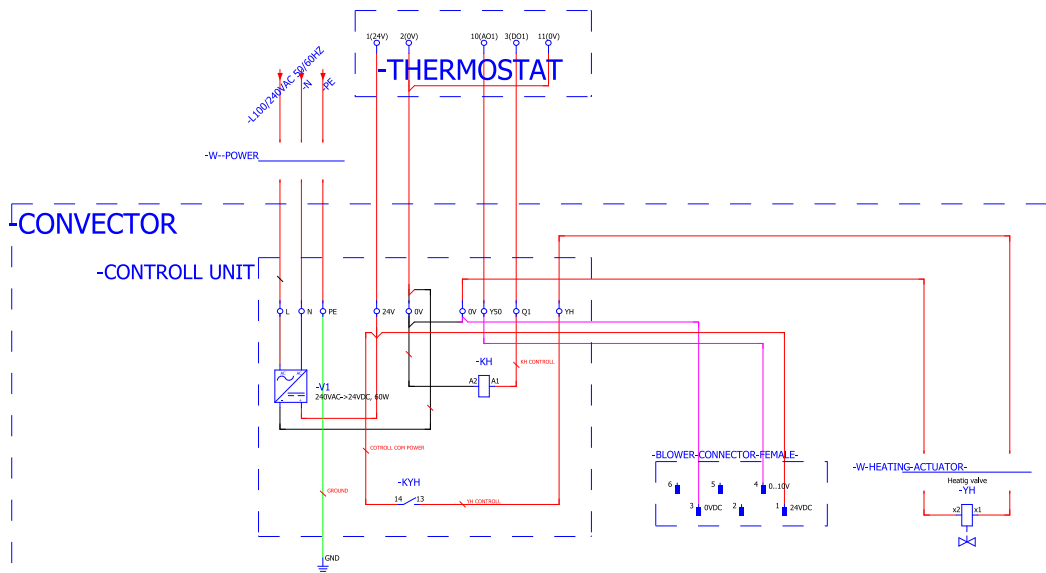 1(24V) 2(0V) 10(AO1) 3(DO1) 11(0V)
-THERMOSTAT
-L100/240VAC 50/60HZ
-N
-PE
-W--POWER
-CONVECTOR
-CONTROLL UNIT
L N PE 24V 0V 0V Y50 Q1 YH
-KH
KH CONTROLL
A2 A1
AC AC
-V1
240VAC->24VDC, 60W
COTROLL COM POWER
-BLOWER-CONNECTOR-FEMALE-
6 5 4 0..10V
3 0VDC 2 1 24VDC
-W-HEATING-ACTUATOR-
Heatig valve
-YH
x2 x1
-KYH
14 13
GROUND
YH CONTROLL
GND